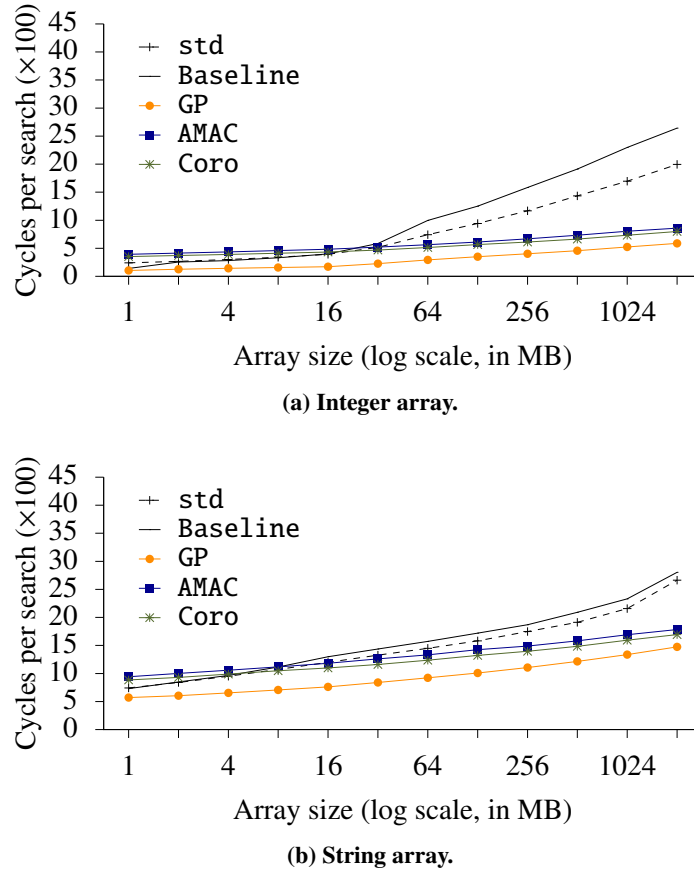 45
40
35
30
25
20
15
10
5
0
Cycles per search (×100)
std
Baseline
GP
AMAC
Coro
1 4 16 64 256 1024
Array size (log scale, in MB)
(a) Integer array.
45
40
35
30
25
20
15
10
5
0
Cycles per search (×100)
std
Baseline
GP
AMAC
Coro
1 4 16 64 256 1024
Array size (log scale, in MB)
(b) String array.